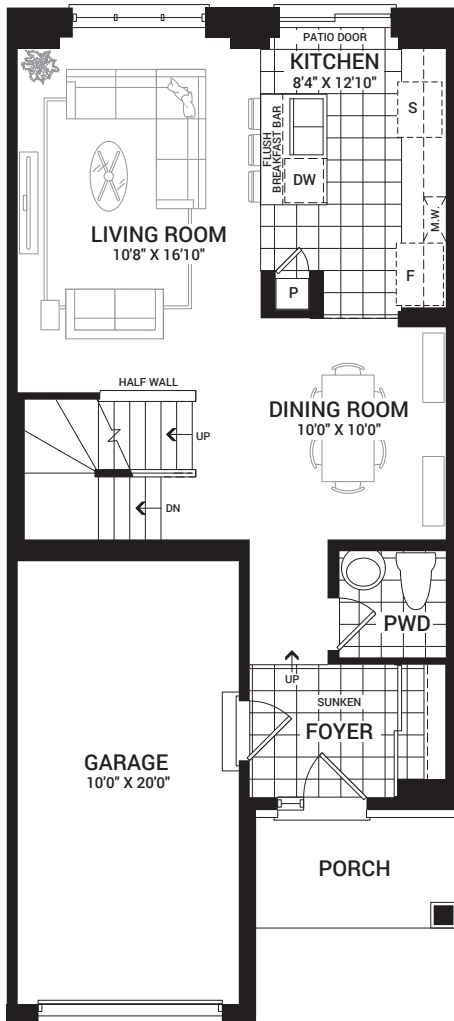 PATIO DOOR
KITCHEN
8'4" X 12'10"
S
FLUSH
BREAKFAST BAR
DW
M.W.
LIVING ROOM
10'8" X 16'10"
F
P
HALF WALL
UP
DINING ROOM
10'0" X 10'0"
DN
PWD
UP
SUNKEN
FOYER
GARAGE
10'0" X 20'0"
PORCH